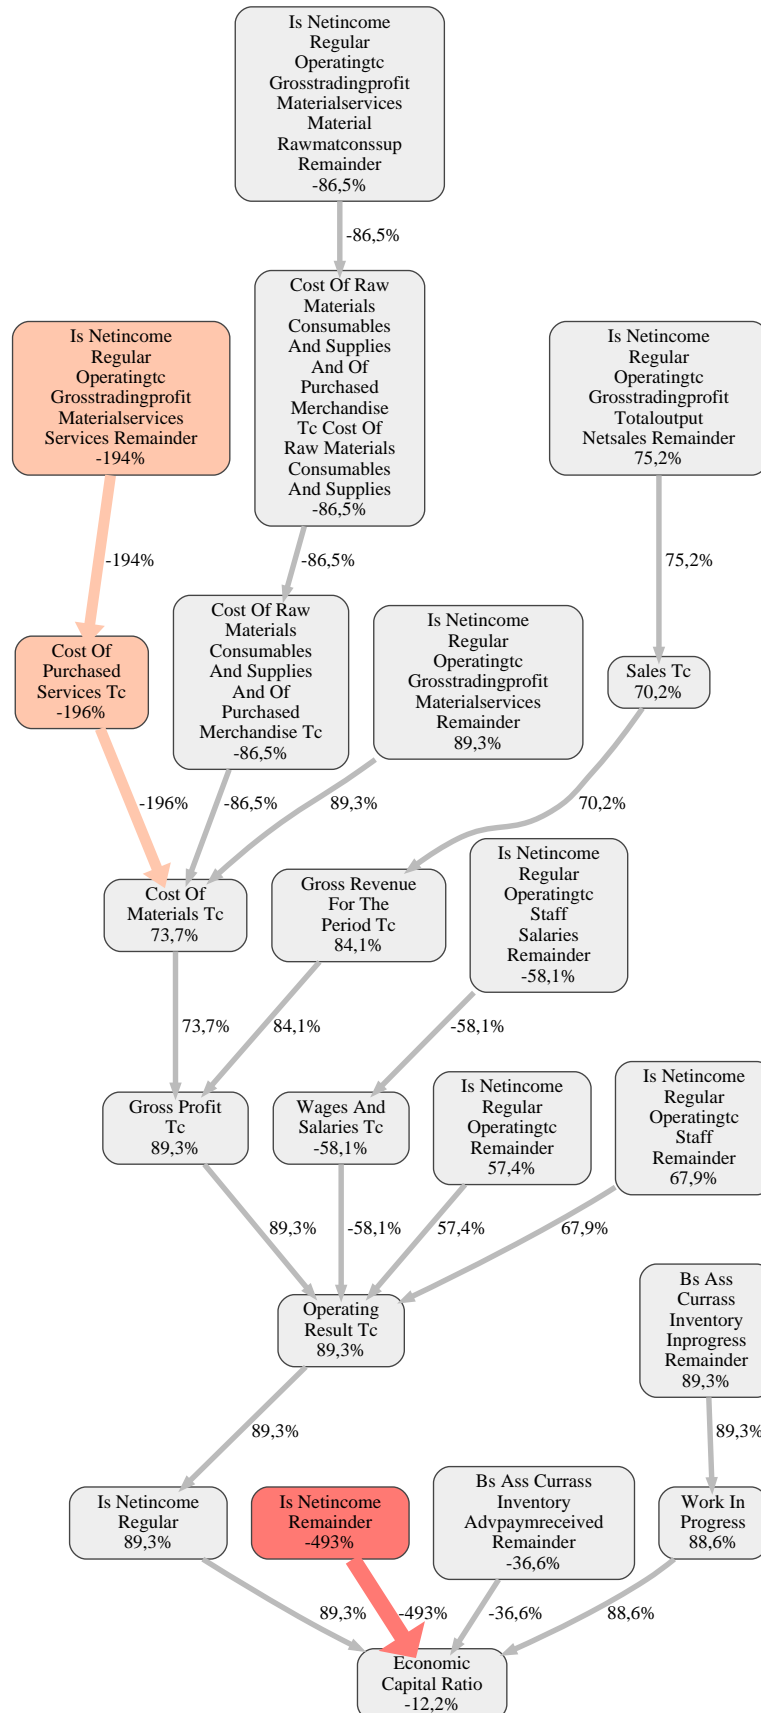 Is Netincome
Regular
Operatingtc
Grosstradingprofit
Materialservices
Material
Rawmatconssup
Remainder
-86,5%
-86,5%
Cost Of Raw
Materials
Consumables
And Supplies
And Of
Purchased
Merchandise
Tc Cost Of
Raw Materials
Consumables
And Supplies
-86,5%
Is Netincome
Regular
Operatingtc
Grosstradingprofit
Materialservices
Services Remainder
-194%
Is Netincome
Regular
Operatingtc
Grosstradingprofit
Totaloutput
Netsales Remainder
75,2%
-194%
-86,5%
75,2%
Cost Of
Purchased
Services Tc
-196%
Cost Of Raw
Materials
Consumables
And Supplies
And Of
Purchased
Merchandise Tc
-86,5%
Is Netincome
Regular
Operatingtc
Grosstradingprofit
Materialservices
Remainder
89,3%
Sales Tc
70,2%
-196%
-86,5%
89,3%
70,2%
Cost Of
Materials Tc
73,7%
Gross Revenue
For The
Period Tc
84,1%
Is Netincome
Regular
Operatingtc
Staff
Salaries
Remainder
-58,1%
73,7%
84,1%
-58,1%
Gross Profit
Tc
89,3%
Wages And
Salaries Tc
-58,1%
Is Netincome
Regular
Operatingtc
Remainder
57,4%
Is Netincome
Regular
Operatingtc
Staff
Remainder
67,9%
89,3%
-58,1%
57,4%
67,9%
Operating
Result Tc
89,3%
Bs Ass
Currass
Inventory
Inprogress
Remainder
89,3%
89,3%
89,3%
Is Netincome
Regular
89,3%
Is Netincome
Remainder
-493%
Bs Ass Currass
Inventory
Advpaymreceived
Remainder
-36,6%
Work In
Progress
88,6%
89,3%
-493%
-36,6%
88,6%
Economic
Capital Ratio
-12,2%